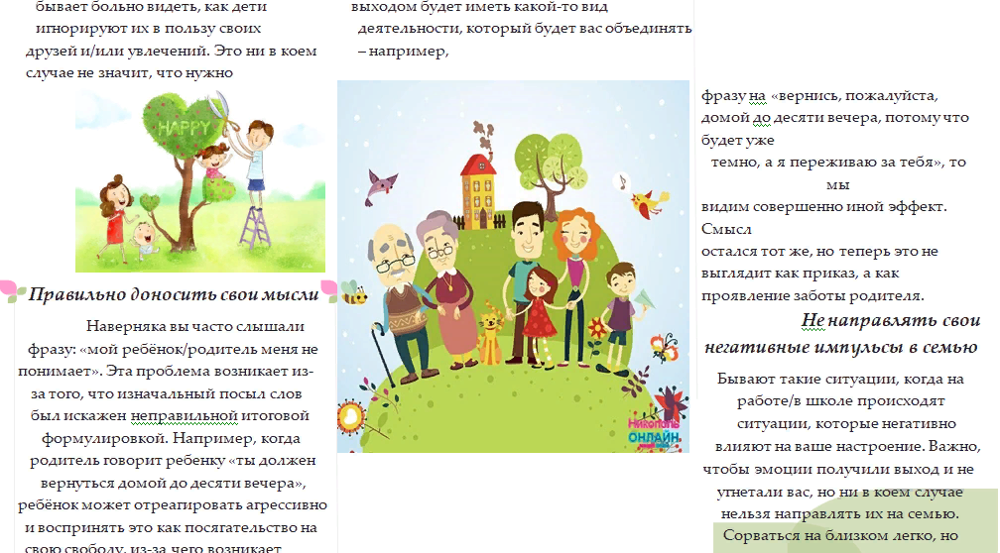 бывает больно видеть, как дети
игнорируют их в пользу своих
друзей и/или увлечений. Это ни в коем
случае не значит, что нужно
HAPPY
Правильно доносить свои мысли
Наверняка вы часто слышали
фразу: «мой ребёнок/родитель меня не
понимает». Эта проблема возникает из-
за того, что изначальный посыл слов
был искажен неправильной итоговой
формулировкой. Например, когда
родитель говорит ребенку «ты должен
вернуться домой до десяти вечера»,
ребёнок может отреагировать агрессивно
и воспринять это как посягательство на
свою свободу, из-за чего возникает
выходом будет иметь какой-то вид
деятельности, который будет вас объединять
– например,
Никополь
ОНЛАЙН
фразу на «вернись, пожалуйста,
домой до десяти вечера, потому что
будет уже
темно, а я переживаю за тебя», то
мы
видим совершенно иной эффект.
Смысл
остался тот же, но теперь это не
выглядит как приказ, а как
проявление заботы родителя.
Не направлять свои
негативные импульсы в семью
Бывают такие ситуации, когда на
работе/в школе происходят
ситуации, которые негативно
влияют на ваше настроение. Важно,
чтобы эмоции получили выход и не
угнетали вас, но ни в коем случае
нельзя направлять их на семью.
Сорваться на близком легко, но